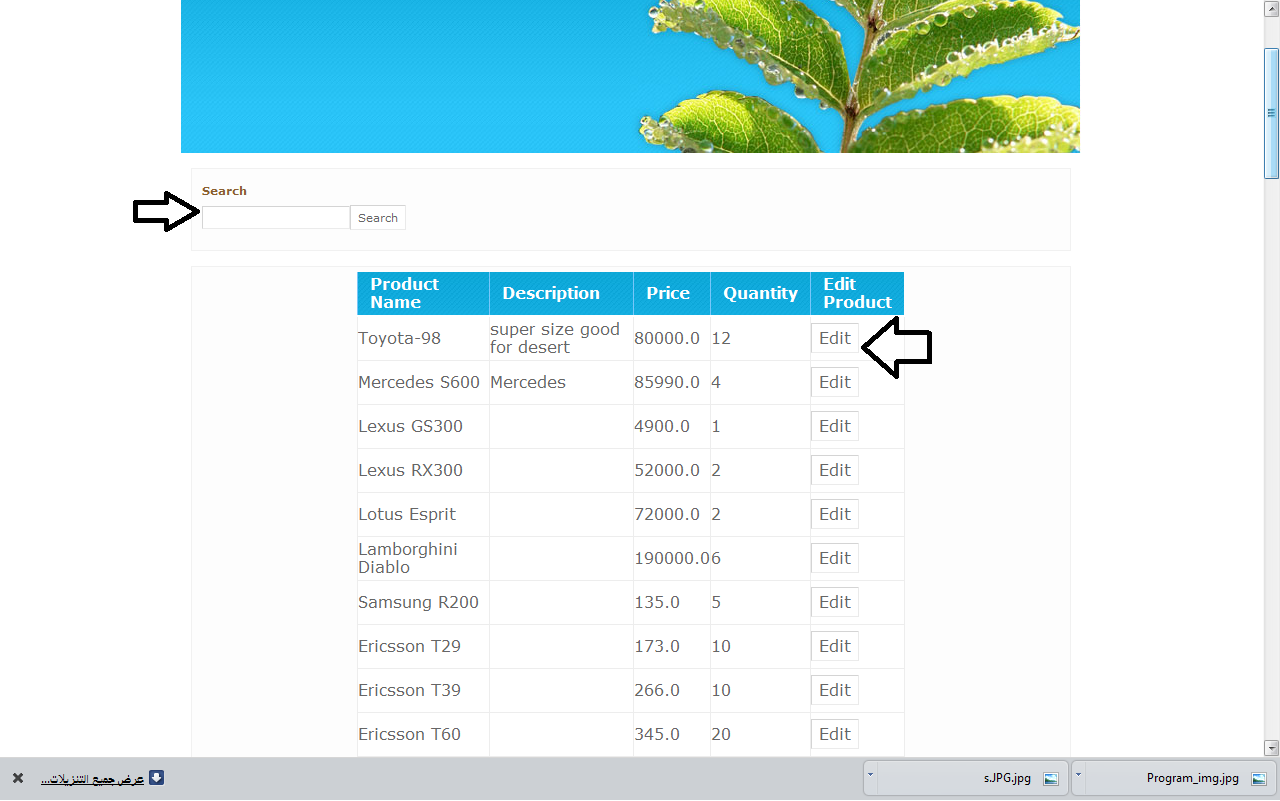 Search
Search
Product Name Description Price Quantity Edit Product
Toyota-98 super size good for desert 80000.0 12 Edit
Mercedes S600 Mercedes 85990.0 4 Edit
Lexus GS300 4900.0 1 Edit
Lexus RX300 52000.0 2 Edit
Lotus Esprit 72000.0 2 Edit
Lamborghini Diablo 190000.0 6 Edit
Samsung R200 135.0 5 Edit
Ericsson T29 173.0 10 Edit
Ericsson T39 266.0 10 Edit
Ericsson T60 345.0 20 Edit
عرض جميع التنزيلات...
s.JPG.jpg
Program_img.jpg